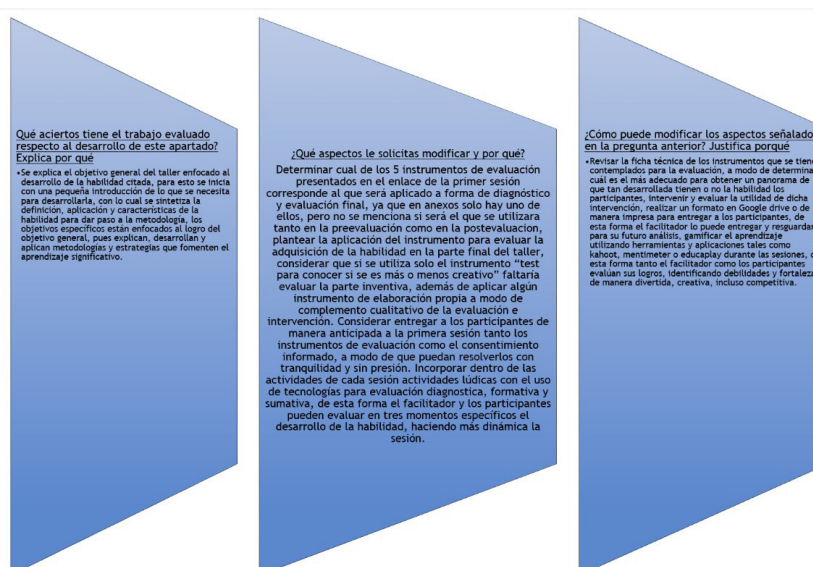 Qué aciertos tiene el trabajo evaluado
respecto al desarrollo de este apartado?
Explica por qué
•Se explica el objetivo general del taller enfocado al
desarrollo de la habilidad citada, para esto se inicia
con una pequeña introducción de lo que se necesita
para desarrollarla, con lo cual se sintetiza la
definición, aplicación y características de la
habilidad para dar paso a la metodología, los
objetivos específicos están enfocados al logro del
objetivo general, pues explican, desarrollan y
aplican metodologías y estrategias que fomenten el
aprendizaje significativo.
¿Qué aspectos le solicitas modificar y por qué?
Determinar cual de los 5 instrumentos de evaluación
presentados en el enlace de la primer sesión
corresponde al que será aplicado a forma de diagnóstico
y evaluación final, ya que en anexos solo hay uno de
ellos, pero no se menciona si será el que se utilizara
tanto en la preevaluación como en la postevaluacion,
plantear la aplicación del instrumento para evaluar la
adquisición de la habilidad en la parte final del taller,
considerar que si se utiliza solo el instrumento “test
para conocer si se es más o menos creativo” faltaría
evaluar la parte inventiva, además de aplicar algún
instrumento de elaboración propia a modo de
complemento cualitativo de la evaluación e
intervención. Considerar entregar a los participantes de
manera anticipada a la primera sesión tanto los
instrumentos de evaluación como el consentimiento
informado, a modo de que puedan resolverlos con
tranquilidad y sin presión. Incorporar dentro de las
actividades de cada sesión actividades lúdicas con el uso
de tecnologías para evaluación diagnostica, formativa y
sumativa, de esta forma el facilitador y los participantes
pueden evaluar en tres momentos específicos el
desarrollo de la habilidad, haciendo más dinámica la
sesión.
¿Cómo puede modificar los aspectos señalado
en la pregunta anterior? Justifica porqué
•Revisar la ficha técnica de los instrumentos que se tiene
contemplados para la evaluación, a modo de determina
cuál es el más adecuado para obtener un panorama de
que tan desarrollada tienen o no la habilidad los
participantes, intervenir y evaluar la utilidad de dicha
intervención, realizar un formato en Google drive o de
manera impresa para entregar a los participantes, de
esta forma el facilitador lo puede entregar y resguardar
para su futuro análisis, gamificar el aprendizaje
utilizando herramientas y aplicaciones tales como
kahoot, mentimeter o educaplay durante las sesiones, d
esta forma tanto el facilitador como los participantes
evalúan sus logros, identificando debilidades y fortaleza
de manera divertida, creativa, incluso competitiva.